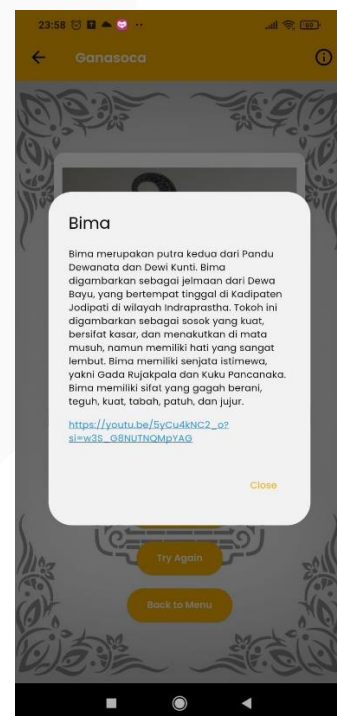 23:58
60
Ganasoca
Bima
Bima merupakan putra kedua dari Pandu
Dewanata dan Dewi Kunti. Bima
digambarkan sebagai jelmaan dari Dewa
Bayu, yang bertempat tinggal di Kadipaten
Jodipati di wilayah Indraprastha. Tokoh ini
digambarkan sebagai sosok yang kuat,
bersifat kasar, dan menakutkan di mata
musuh, namun memiliki hati yang sangat
lembut. Bima memiliki senjata istimewa,
yakni Gada Rujakpala dan Kuku Pancanaka.
Bima memiliki sifat yang gagah berani,
teguh, kuat, tabah, patuh, dan jujur.
https://youtu.be/5yCu4kNC2_o?
si=w3S_G8NUTNQMpYAG
Close
Try Again
Back to Menu